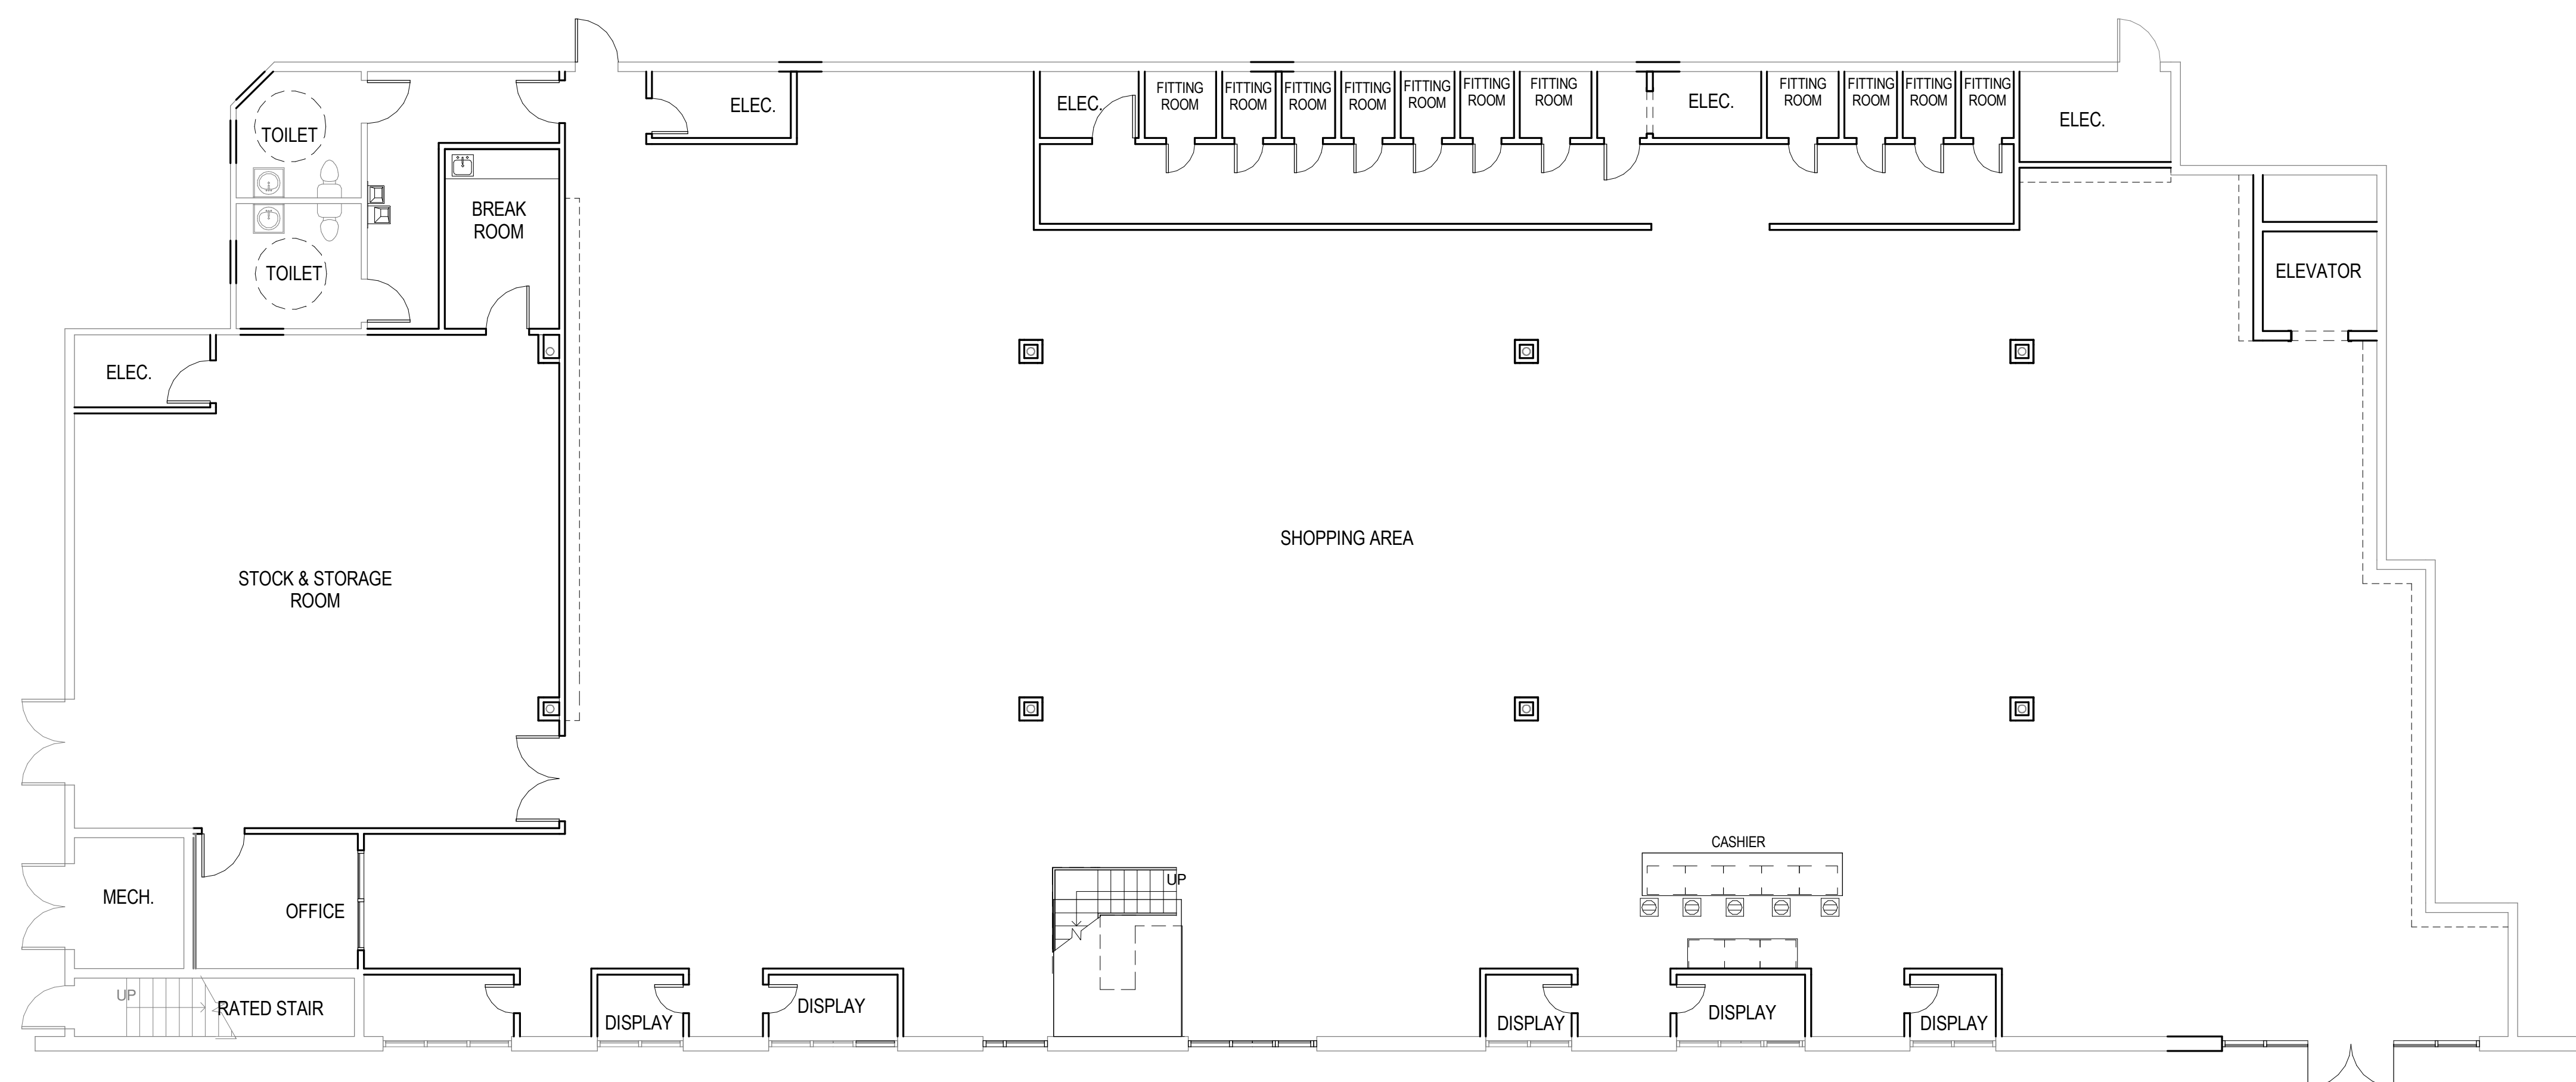 TOILET
ELEC.
ELEC.
FITTING
ROOM
FITTING
ROOM
FITTING
ROOM
FITTING
ROOM
FITTING
ROOM
FITTING
ROOM
FITTING
ROOM
ELEC.
FITTING
ROOM
FITTING
ROOM
FITTING
ROOM
FITTING
ROOM
ELEC.
BREAK
ROOM
TOILET
ELEVATOR
ELEC.
SHOPPING AREA
STOCK & STORAGE
ROOM
CASHIER
UP
MECH.
OFFICE
UP
RATED STAIR
DISPLAY
DISPLAY
DISPLAY
DISPLAY
DISPLAY